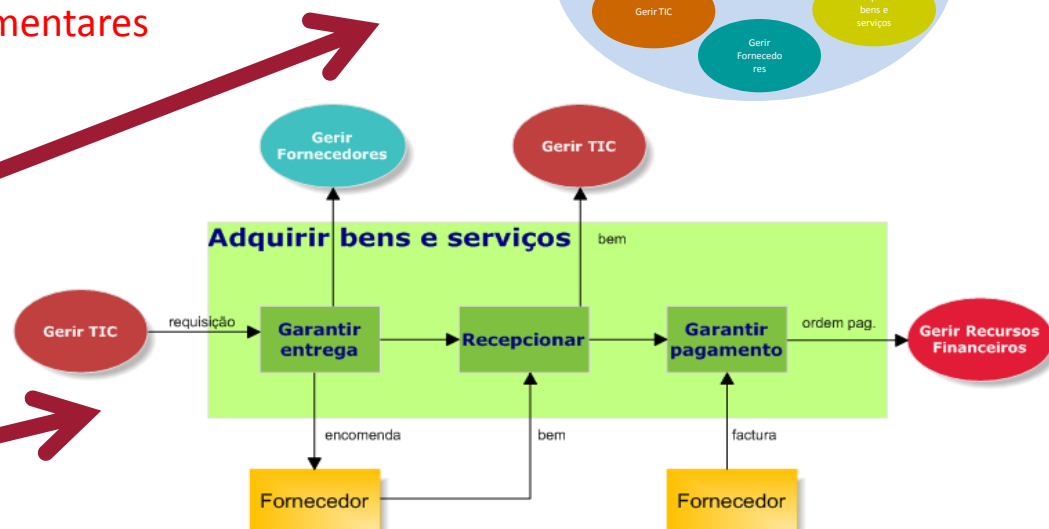 mentares
Gerir TIC
bens e
serviços
Gerir
Fornecedo
res
Gerir
Fornecedores
Gerir TIC
Adquirir bens e serviços
bem
Gerir TIC
requisição
Garantir
entrega
Recepcionar
Garantir
pagamento
ordem pag.
Gerir Recursos
Financeiros
encomenda
bem
factura
Fornecedor
Fornecedor